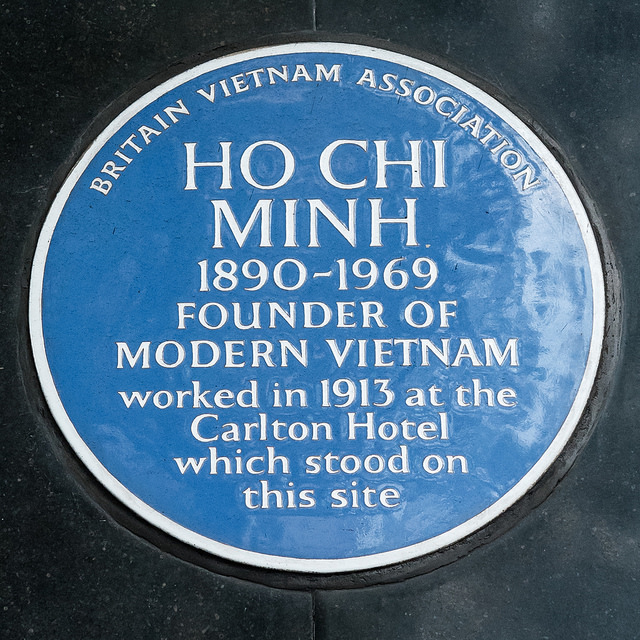 BRITAIN VIETNAM ASSOCIATION
HO CHI
MINH
1890-1969
FOUNDER OF
MODERN VIETNAM
worked in 1913 at the
Carlton Hotel
which stood on
this site